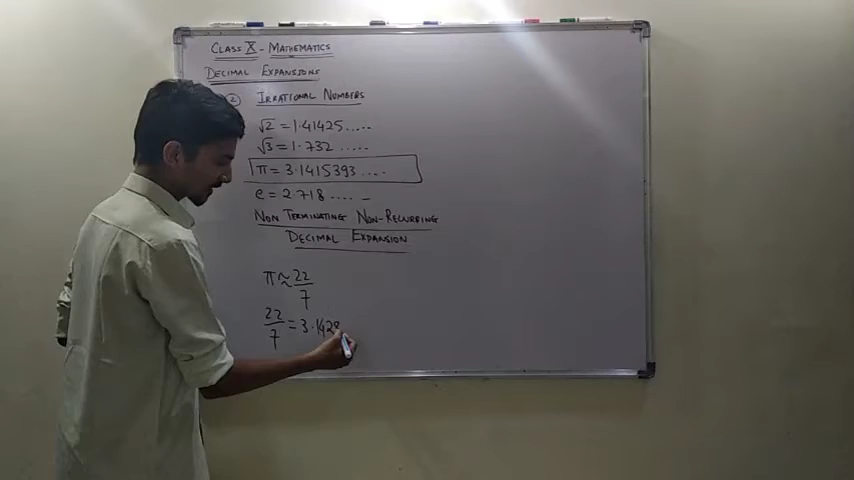 CLASS X - MATHEMATICS
DECIMAL EXPANSIONS
2 IRRATIONAL NUMBERS
√2 = 1.41425.....
√3 = 1.732 .....
π = 3.1415393....
e = 2.718.... _
NON TERMINATING NON-RECURRING
DECIMAL EXPANSION
π ≈ 22/7
22/7 = 3.1428